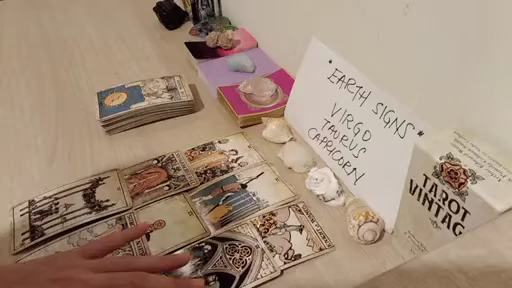 *EARTH SIGNS*
VIRGO
TAURUS
CAPRICORN
TAROT
VINTAG